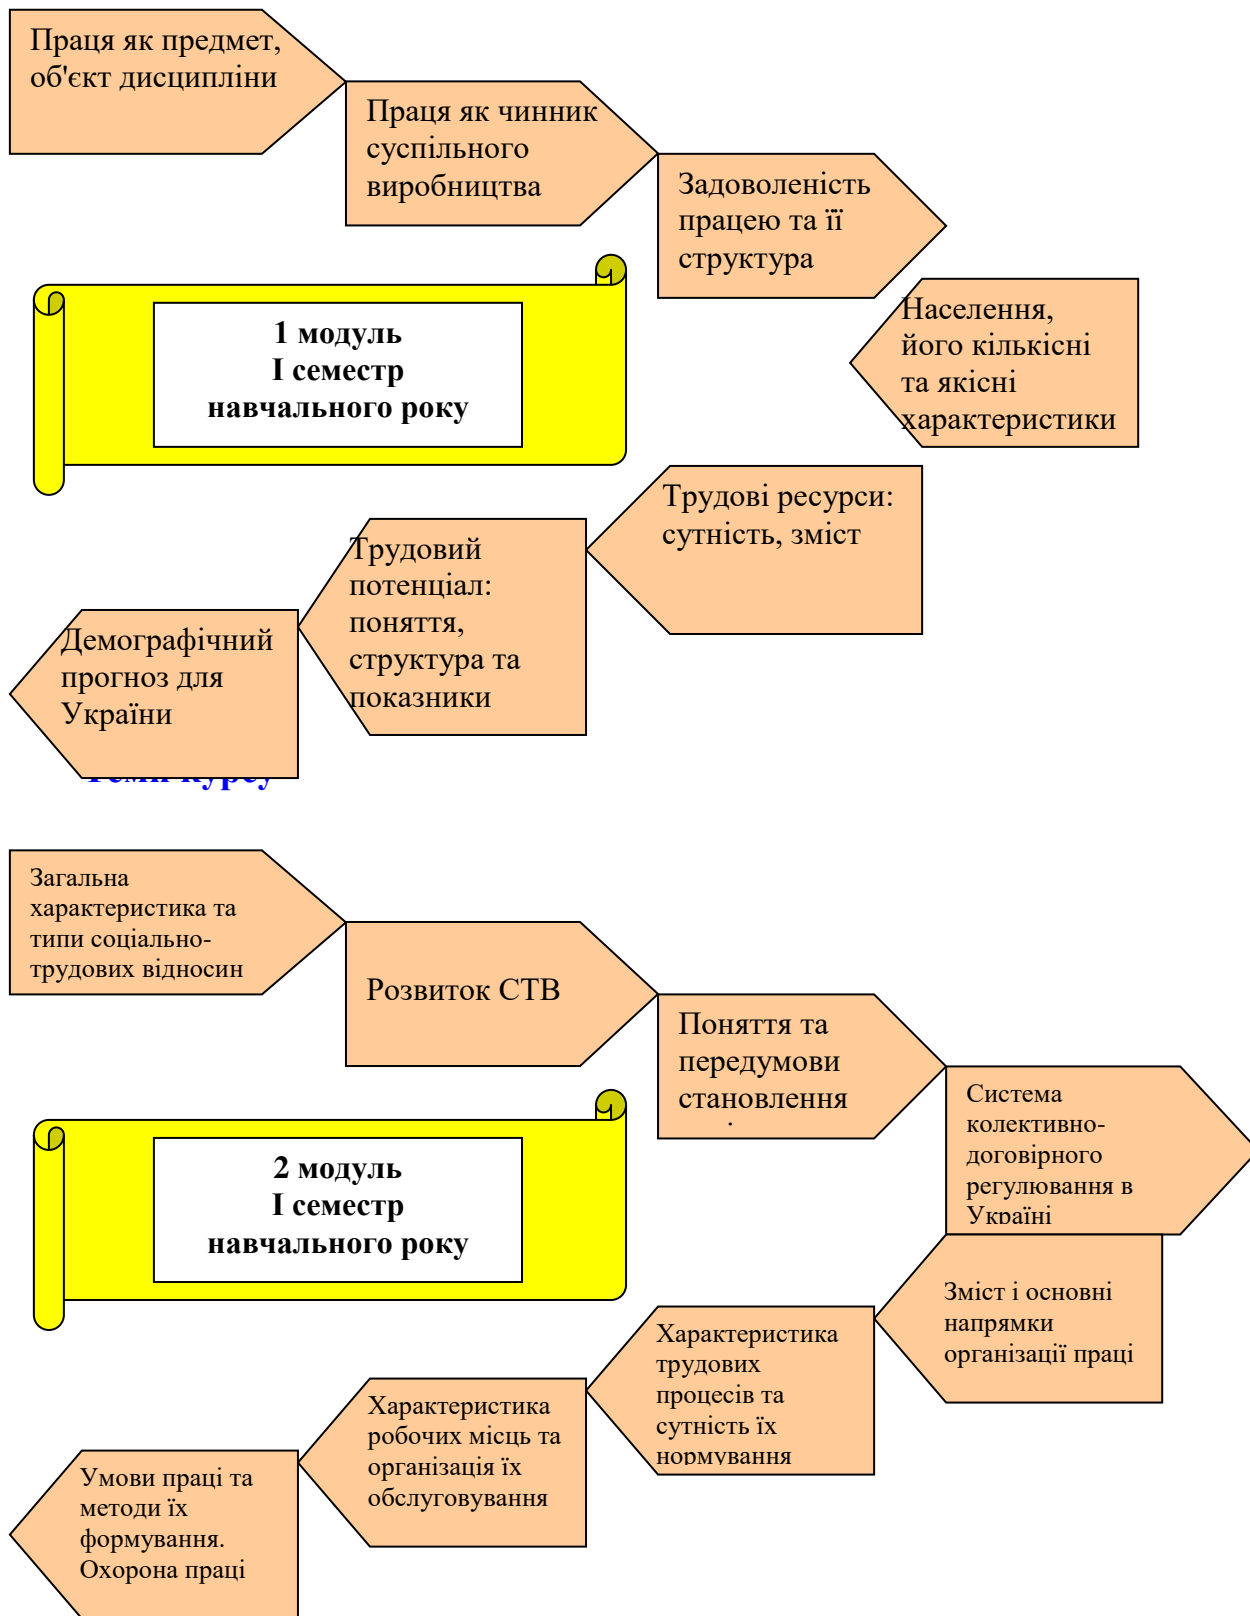 Праця як предмет,
об'єкт дисципліни
Праця як чинник
суспільного
виробництва
Задоволеність
працею та її
структура
1 модуль
І семестр
навчального року
Населення,
його кількісні
та якісні
характеристики
Трудові ресурси:
сутність, зміст
Трудовий
потенціал:
поняття,
структура та
показники
Демографічний
прогноз для
України
Теми курсу
Загальна
характеристика та
типи соціально-
трудових відносин
Розвиток СТВ
Поняття та
передумови
становлення
Система
колективно-
договірного
регулювання в
Україні
2 модуль
І семестр
навчального року
Зміст і основні
напрямки
організації праці
Характеристика
трудових
процесів та
сутність їх
нормування
Характеристика
робочих місць та
організація їх
обслуговування
Умови праці та
методи їх
формування.
Охорона праці